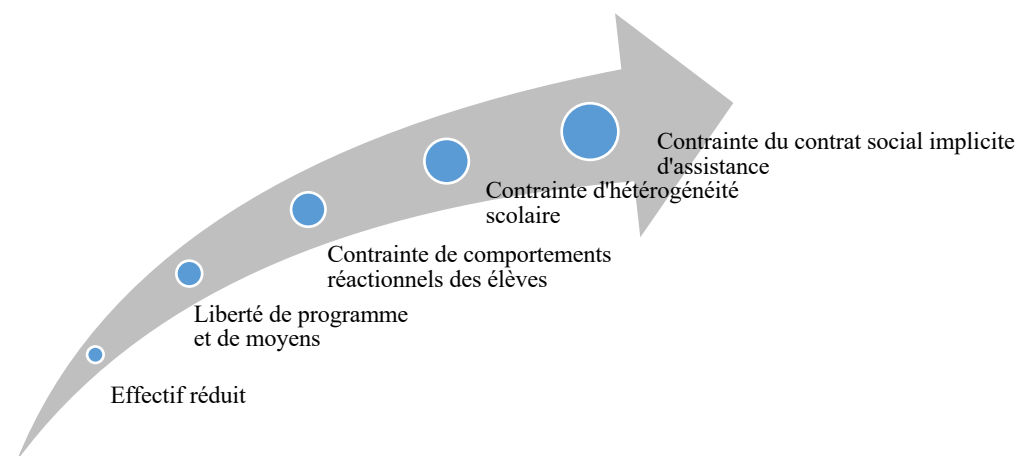 Contrainte du contrat social implicite
d'assistance
Contrainte d'hétérogénéité
scolaire
Contrainte de comportements
réactionnels des élèves
Liberté de programme
et de moyens
Effectif réduit